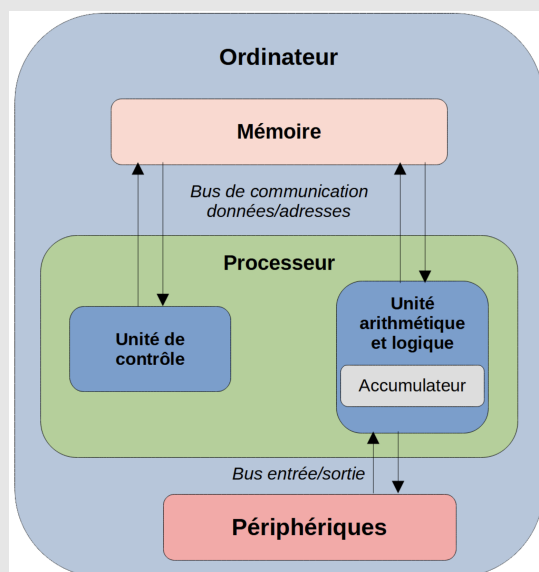 Ordinateur
Mémoire
Bus de communication
données/adresses
Processeur
Unité de
contrôle
Unité
arithmétique
et logique
Accumulateur
Bus entrée/sortie
Périphériques